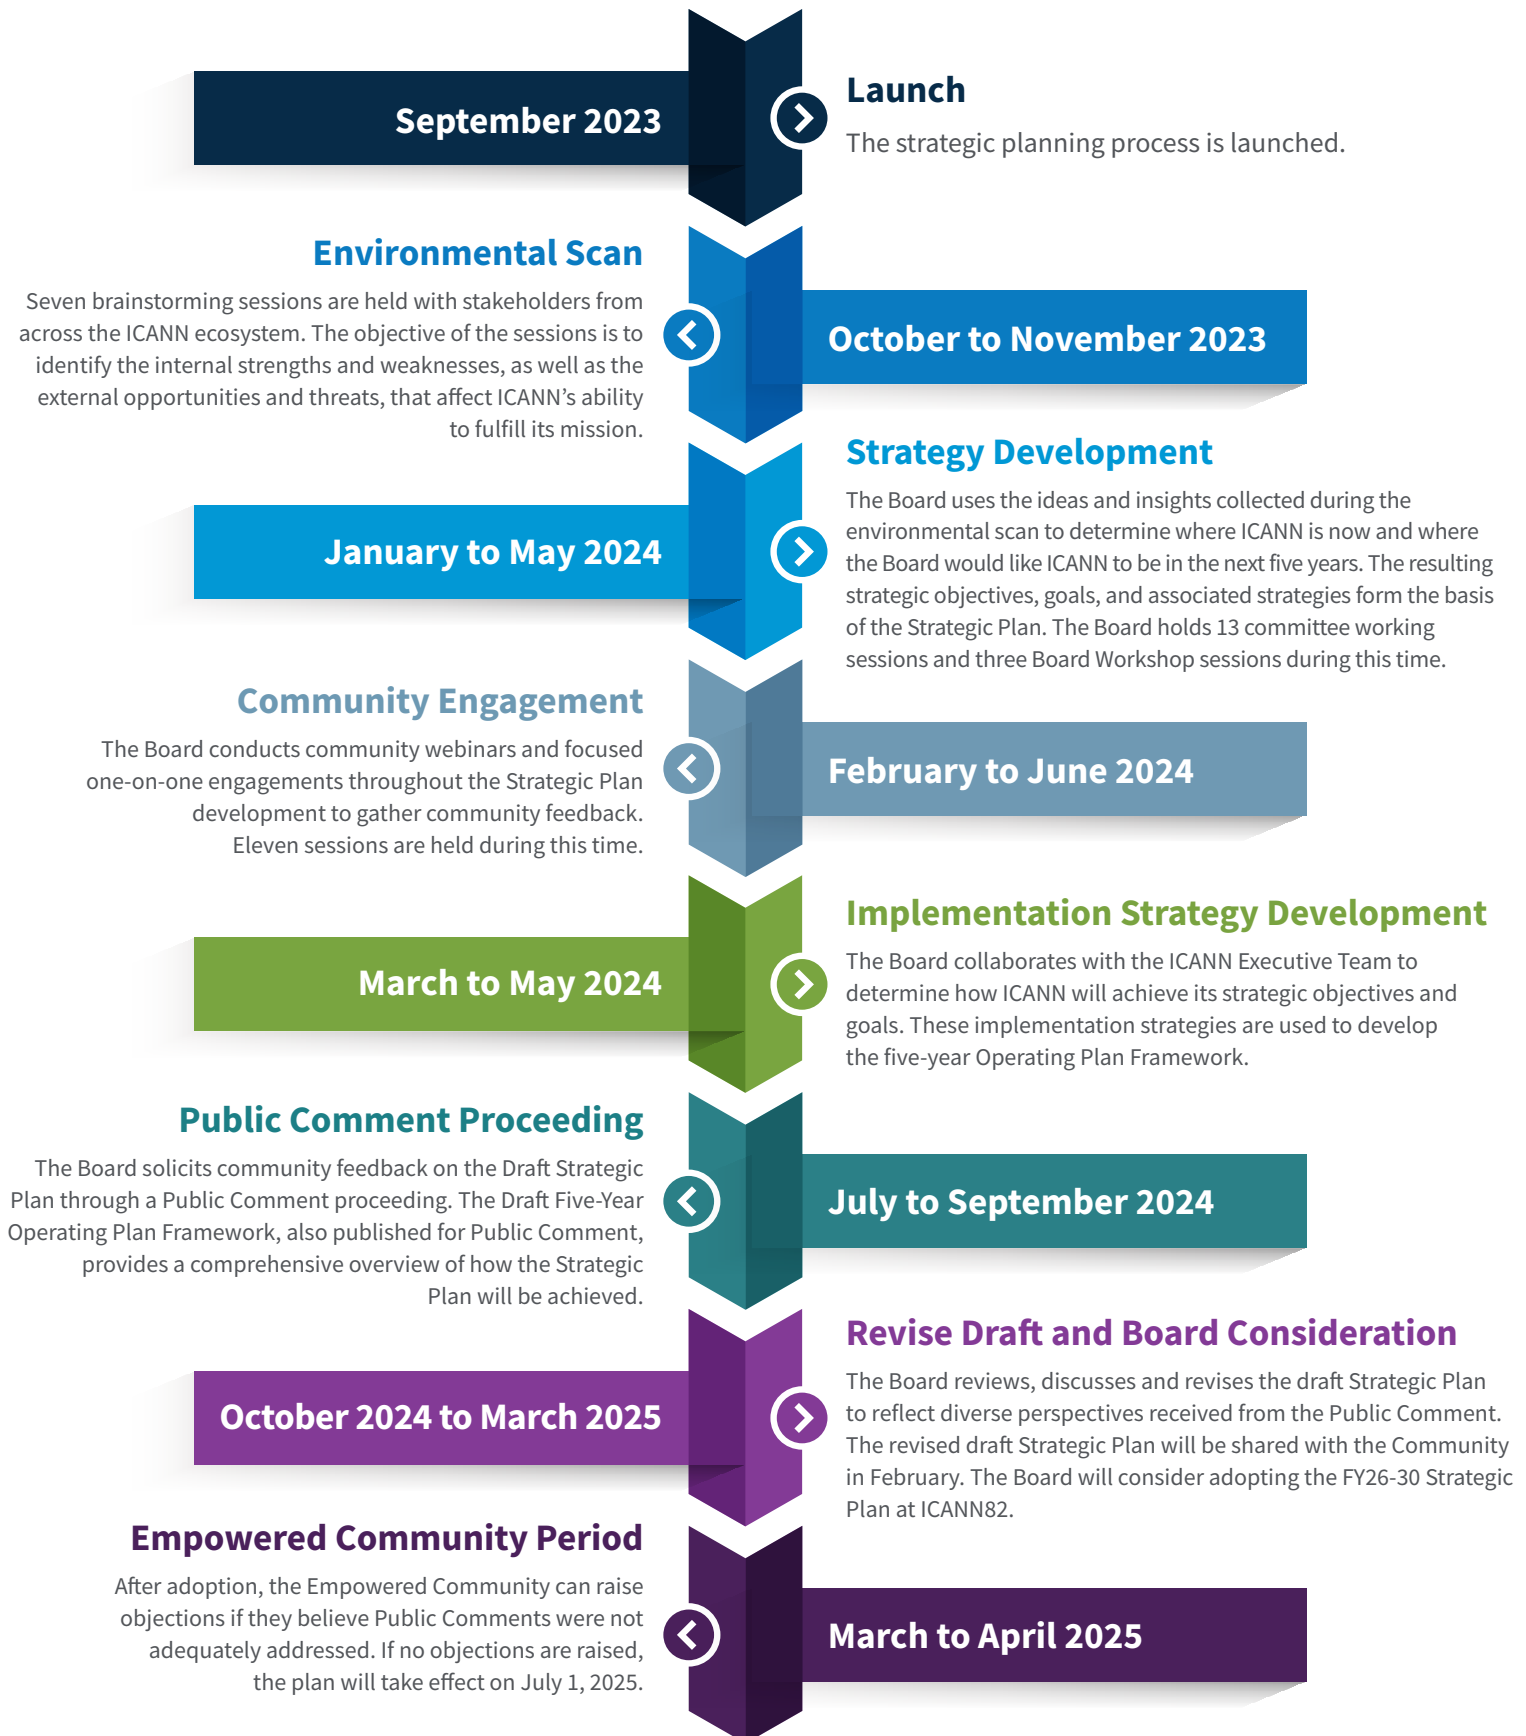 September 2023
Launch
The strategic planning process is launched.
Environmental Scan
Seven brainstorming sessions are held with stakeholders from
across the ICANN ecosystem. The objective of the sessions is to
identify the internal strengths and weaknesses, as well as the
external opportunities and threats, that affect ICANN’s ability
to fulfill its mission.
October to November 2023
January to May 2024
Strategy Development
The Board uses the ideas and insights collected during the
environmental scan to determine where ICANN is now and where
the Board would like ICANN to be in the next five years. The resulting
strategic objectives, goals, and associated strategies form the basis
of the Strategic Plan. The Board holds 13 committee working
sessions and three Board Workshop sessions during this time.
Community Engagement
The Board conducts community webinars and focused
one-on-one engagements throughout the Strategic Plan
development to gather community feedback.
Eleven sessions are held during this time.
February to June 2024
March to May 2024
Implementation Strategy Development
The Board collaborates with the ICANN Executive Team to
determine how ICANN will achieve its strategic objectives and
goals. These implementation strategies are used to develop
the five-year Operating Plan Framework.
Public Comment Proceeding
The Board solicits community feedback on the Draft Strategic
Plan through a Public Comment proceeding. The Draft Five-Year
Operating Plan Framework, also published for Public Comment,
provides a comprehensive overview of how the Strategic
Plan will be achieved.
July to September 2024
October 2024 to March 2025
Revise Draft and Board Consideration
The Board reviews, discusses and revises the draft Strategic Plan
to reflect diverse perspectives received from the Public Comment.
The revised draft Strategic Plan will be shared with the Community
in February. The Board will consider adopting the FY26-30 Strategic
Plan at ICANN82.
Empowered Community Period
After adoption, the Empowered Community can raise
objections if they believe Public Comments were not
adequately addressed. If no objections are raised,
the plan will take effect on July 1, 2025.
March to April 2025